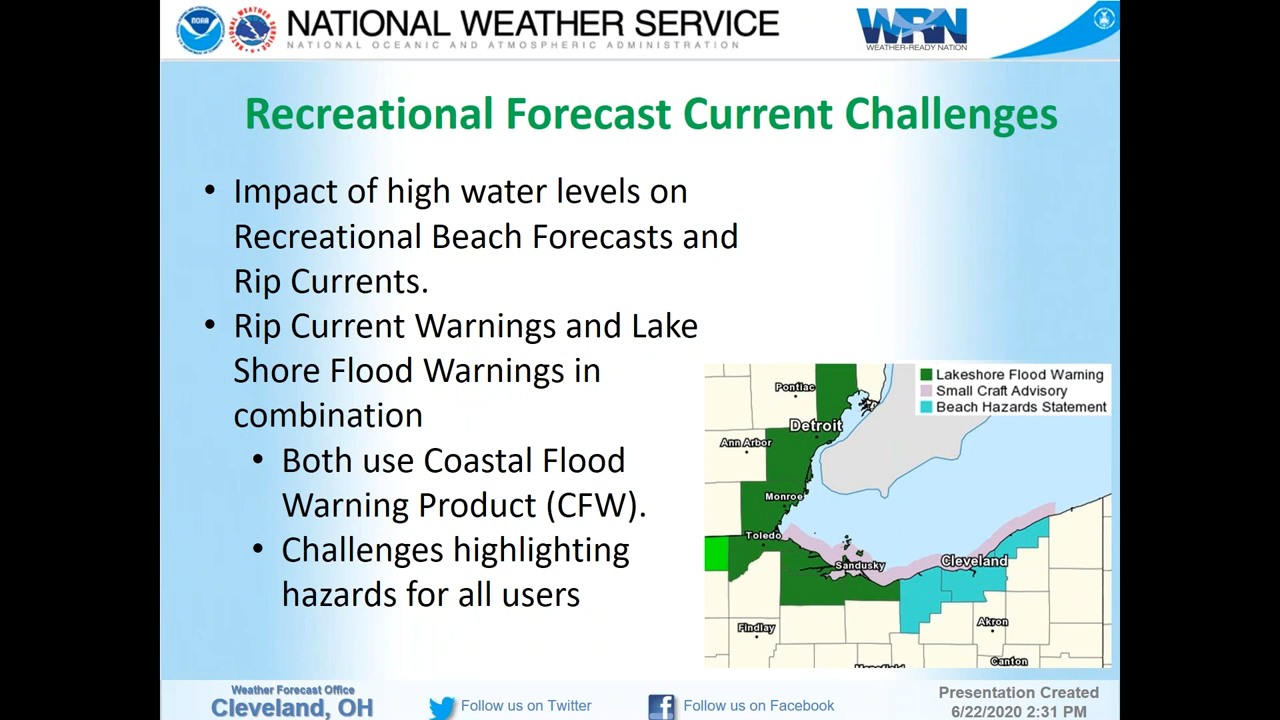 NOAA
NATIONAL WEATHER SERVICE
NATIONAL OCEANIC AND ATMOSPHERIC ADMINISTRATION
WRN
WEATHER-READY NATION
Recreational Forecast Current Challenges
• Impact of high water levels on
Recreational Beach Forecasts and
Rip Currents.
• Rip Current Warnings and Lake
Shore Flood Warnings in
combination
• Both use Coastal Flood
Warning Product (CFW).
• Challenges highlighting
hazards for all users
Lakeshore Flood Warning
Small Craft Advisory
Beach Hazards Statement
Pontiac
Detroit
Ann Arbor
Monroe
Toledo
Sandusky
Cleveland
Akron
Findlay
Canton
Weather Forecast Office
Cleveland, OH
Follow us on Twitter
Follow us on Facebook
Presentation Created
6/22/2020 2:31 PM